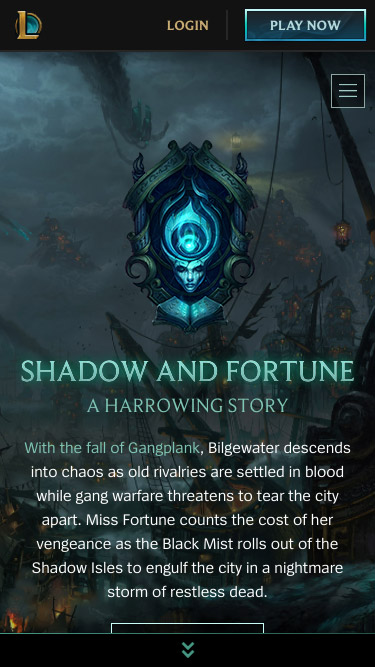 LOGIN
PLAY NOW
SHADOW AND FORTUNE
A HARROWING STORY
With the fall of Gangplank, Bilgewater descends
into chaos as old rivalries are settled in blood
while gang warfare threatens to tear the city
apart. Miss Fortune counts the cost of her
vengeance as the Black Mist rolls out of the
Shadow Isles to engulf the city in a nightmare
storm of restless dead.